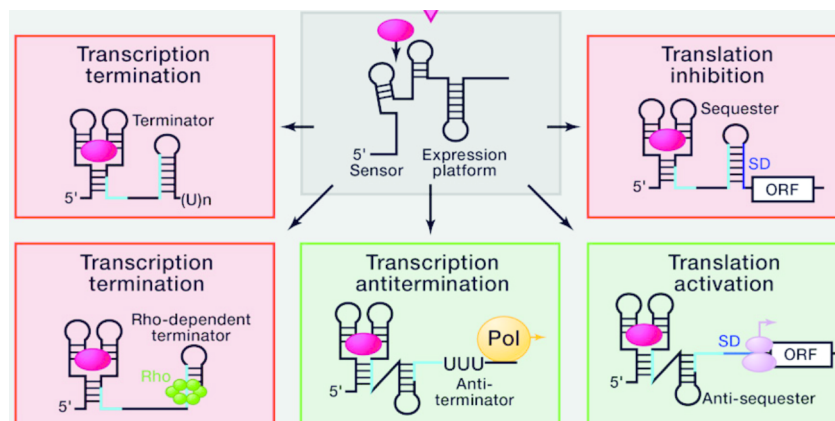 Transcription
termination
Terminator
5'
(U)n
5'
Sensor
Expression
platform
Translation
inhibition
Sequester
SD
5'
ORF
Transcription
termination
Rho-dependent
terminator
Rho
5'
Transcription
antitermination
Pol
UUU
Anti-
terminator
5'
Translation
activation
SD
ORF
5'
Anti-sequester